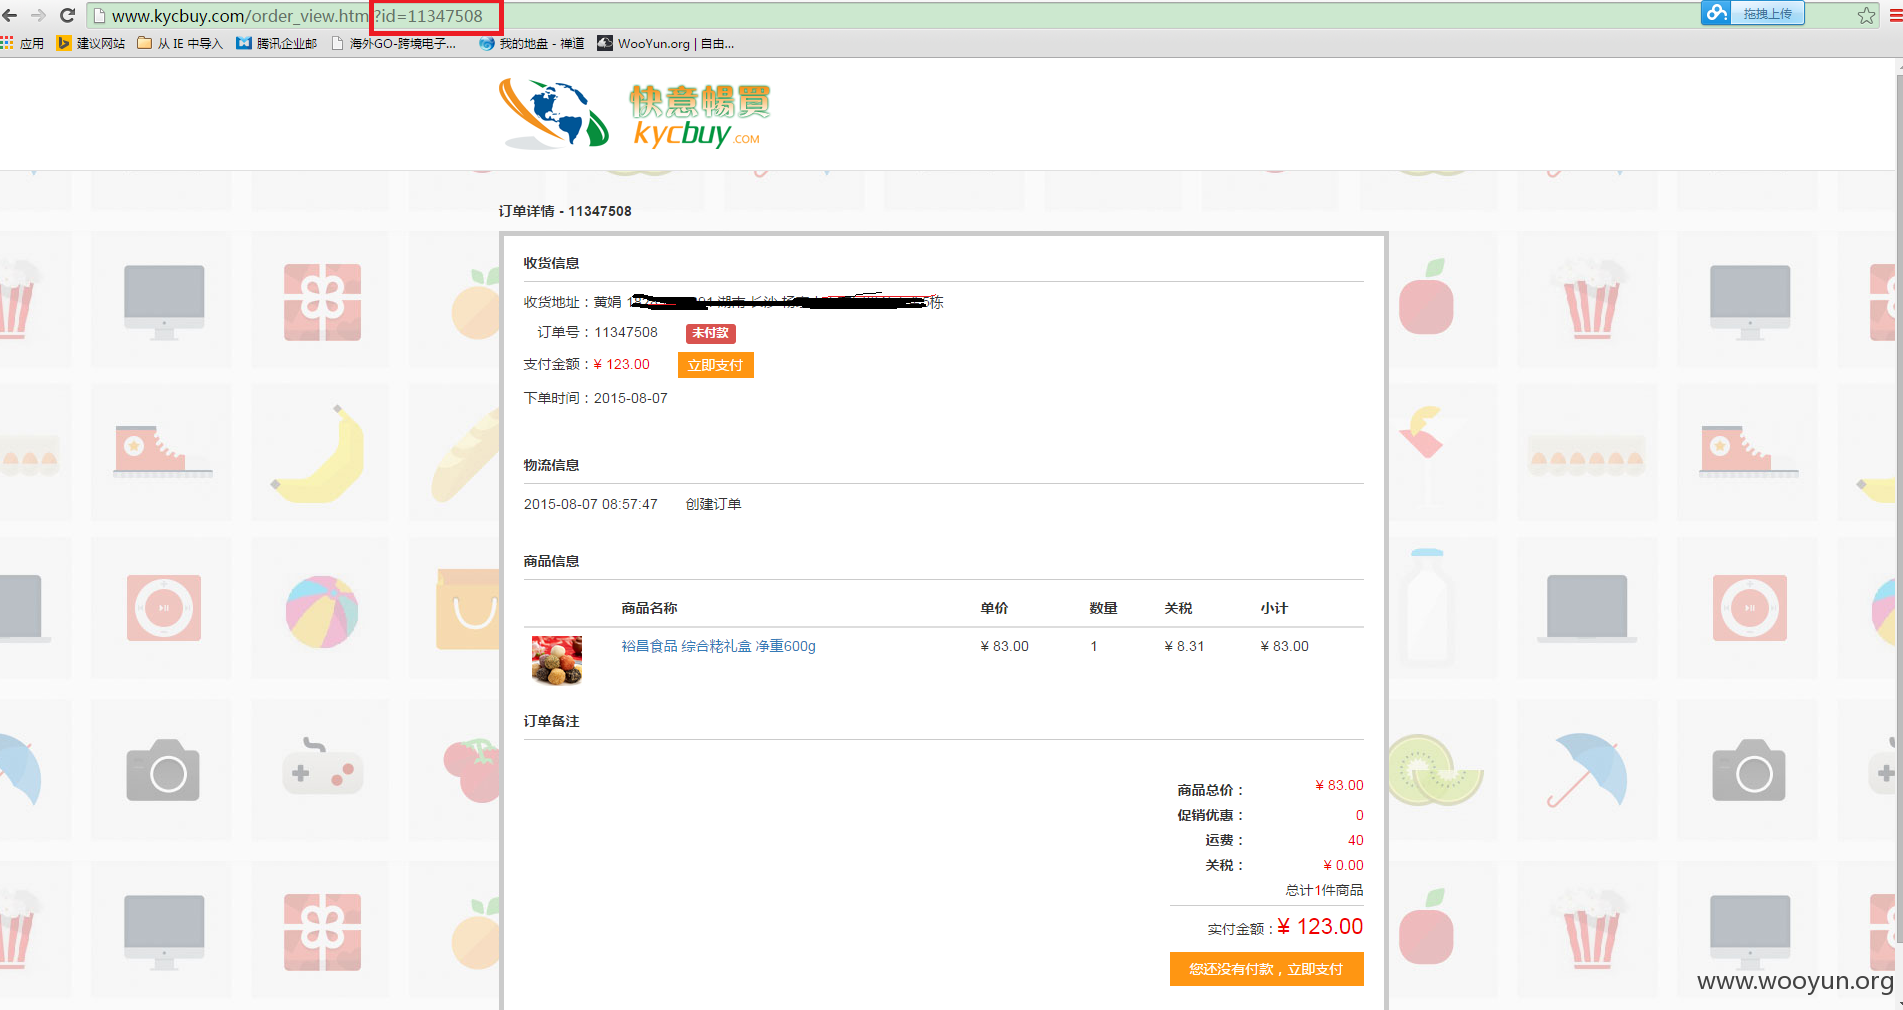 www.kycbuy.com/order_view.htm?id=11347508
拖拽上传
应用 建议网站 从 IE 中导入 腾讯企业邮 海外GO-跨境电子... 我的地盘 - 禅道 WooYun.org | 自由...
快意暢買
kycbuy.COM
订单详情 - 11347508
收货信息
收货地址：黄娟 湖南 长沙 栋
订单号：11347508 未付款
支付金额：¥ 123.00 立即支付
下单时间：2015-08-07
物流信息
2015-08-07 08:57:47 创建订单
商品信息
商品名称 单价 数量 关税 小计
裕昌食品 综合粩礼盒 净重600g ¥ 83.00 1 ¥ 8.31 ¥ 83.00
订单备注
商品总价： ¥ 83.00
促销优惠： 0
运费： 40
关税： ¥ 0.00
总计1件商品
实付金额：¥ 123.00
您还没有付款，立即支付
www.wooyun.org